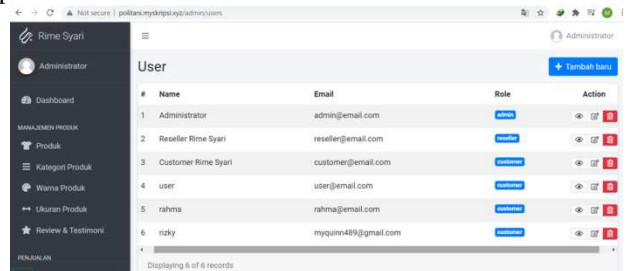 Not secure | politani.myskripsi.xyz/admin/users
Rime Syari
Administrator
Administrator
User
+ Tambah baru
# Name Email Role Action
1 Administrator admin@email.com admin
2 Reseller Rime Syari reseller@email.com reseller
3 Customer Rime Syari customer@email.com customer
4 user user@email.com customer
5 rahma rahma@email.com customer
6 rizky myquinn489@gmail.com customer
Displaying 6 of 6 records
Dashboard
MANAJEMEN PRODUK
Produk
Kategori Produk
Warna Produk
Ukuran Produk
Review & Testimoni
PENJUALAN